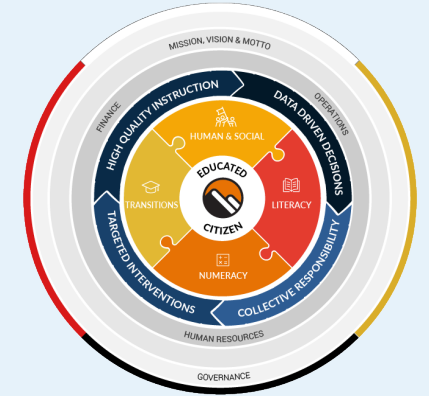 MISSION, VISION & MOTTO
FINANCE
OPERATIONS
HIGH QUALITY INSTRUCTION
DATA DRIVEN DECISIONS
HUMAN & SOCIAL
EDUCATED
CITIZEN
TRANSITIONS
LITERACY
NUMERACY
TARGETED INTERVENTIONS
COLLECTIVE RESPONSIBILITY
HUMAN RESOURCES
GOVERNANCE